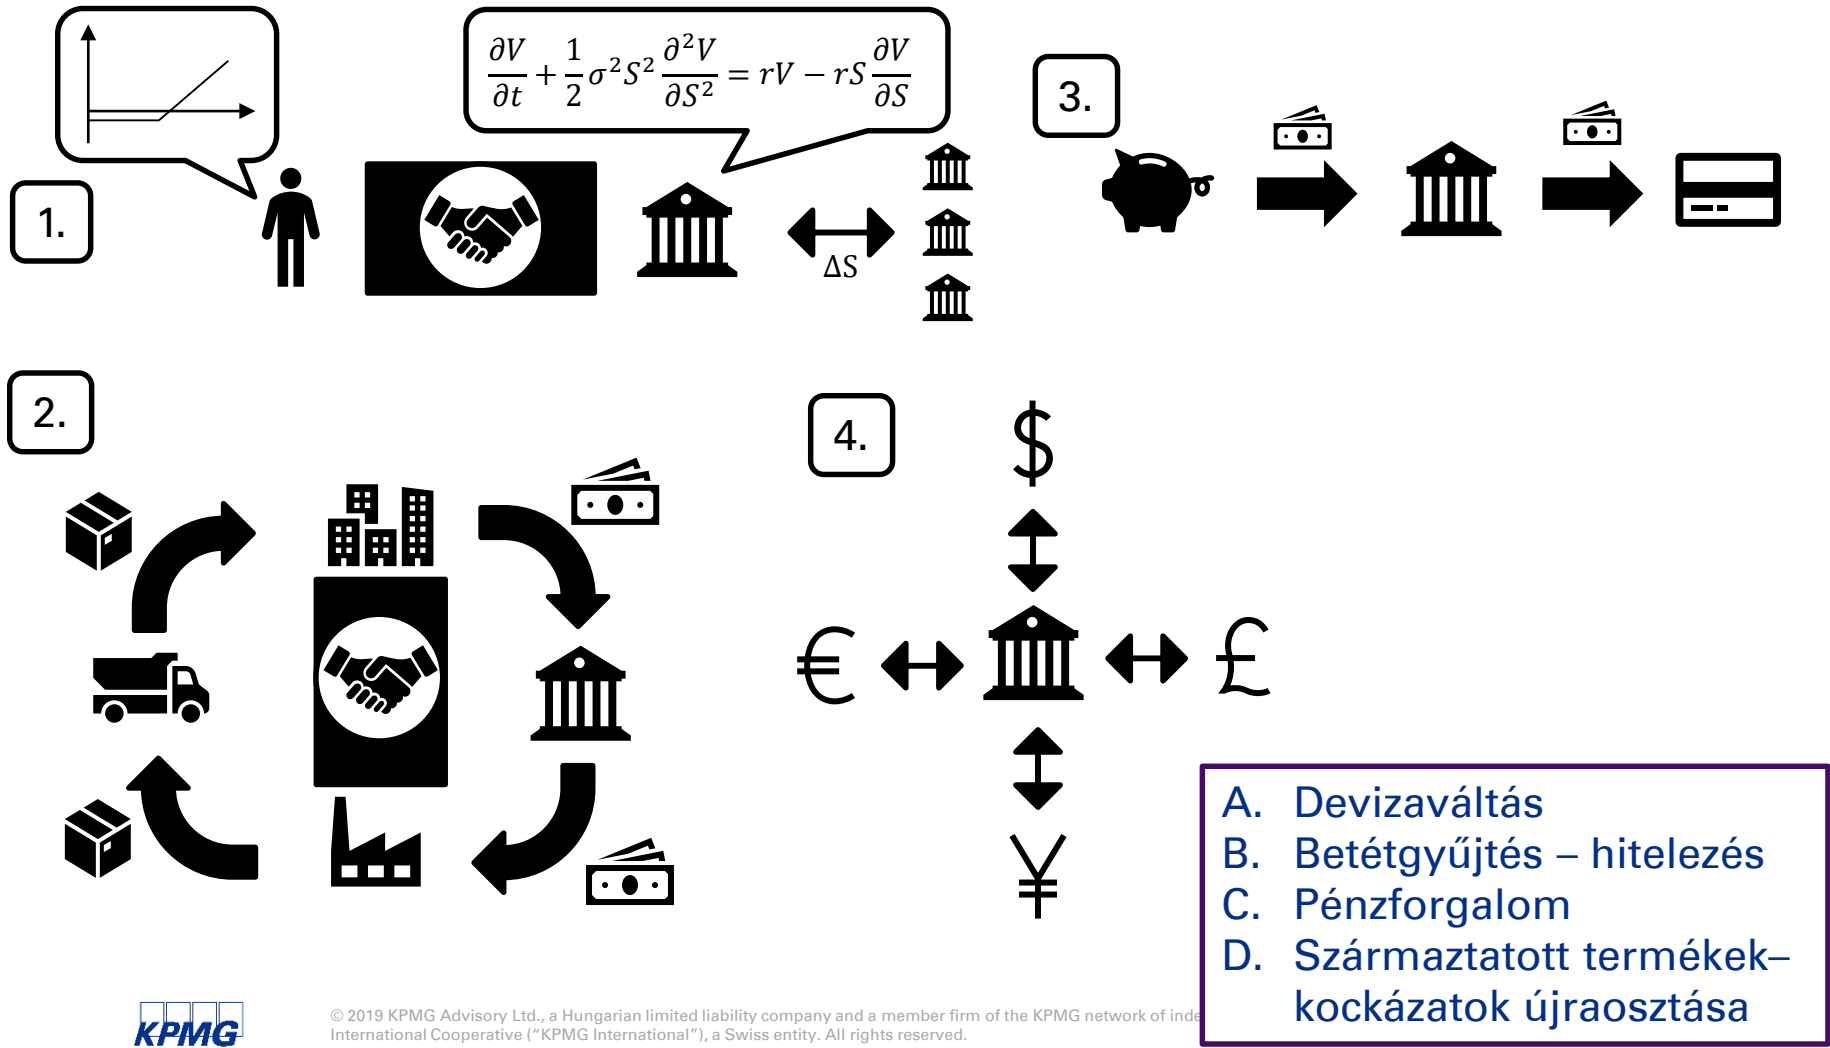 ∂V/∂t + 1/2 σ²S² ∂²V/∂S² = rV − rS ∂V/∂S
1.
ΔS
3.
2.
4.
$
€
£
¥
A. Devizaváltás
B. Betétgyűjtés – hitelezés
C. Pénzforgalom
D. Származtatott termékek–
kockázatok újraosztása
KPMG
© 2019 KPMG Advisory Ltd., a Hungarian limited liability company and a member firm of the KPMG network of
International Cooperative (“KPMG International”), a Swiss entity. All rights reserved.